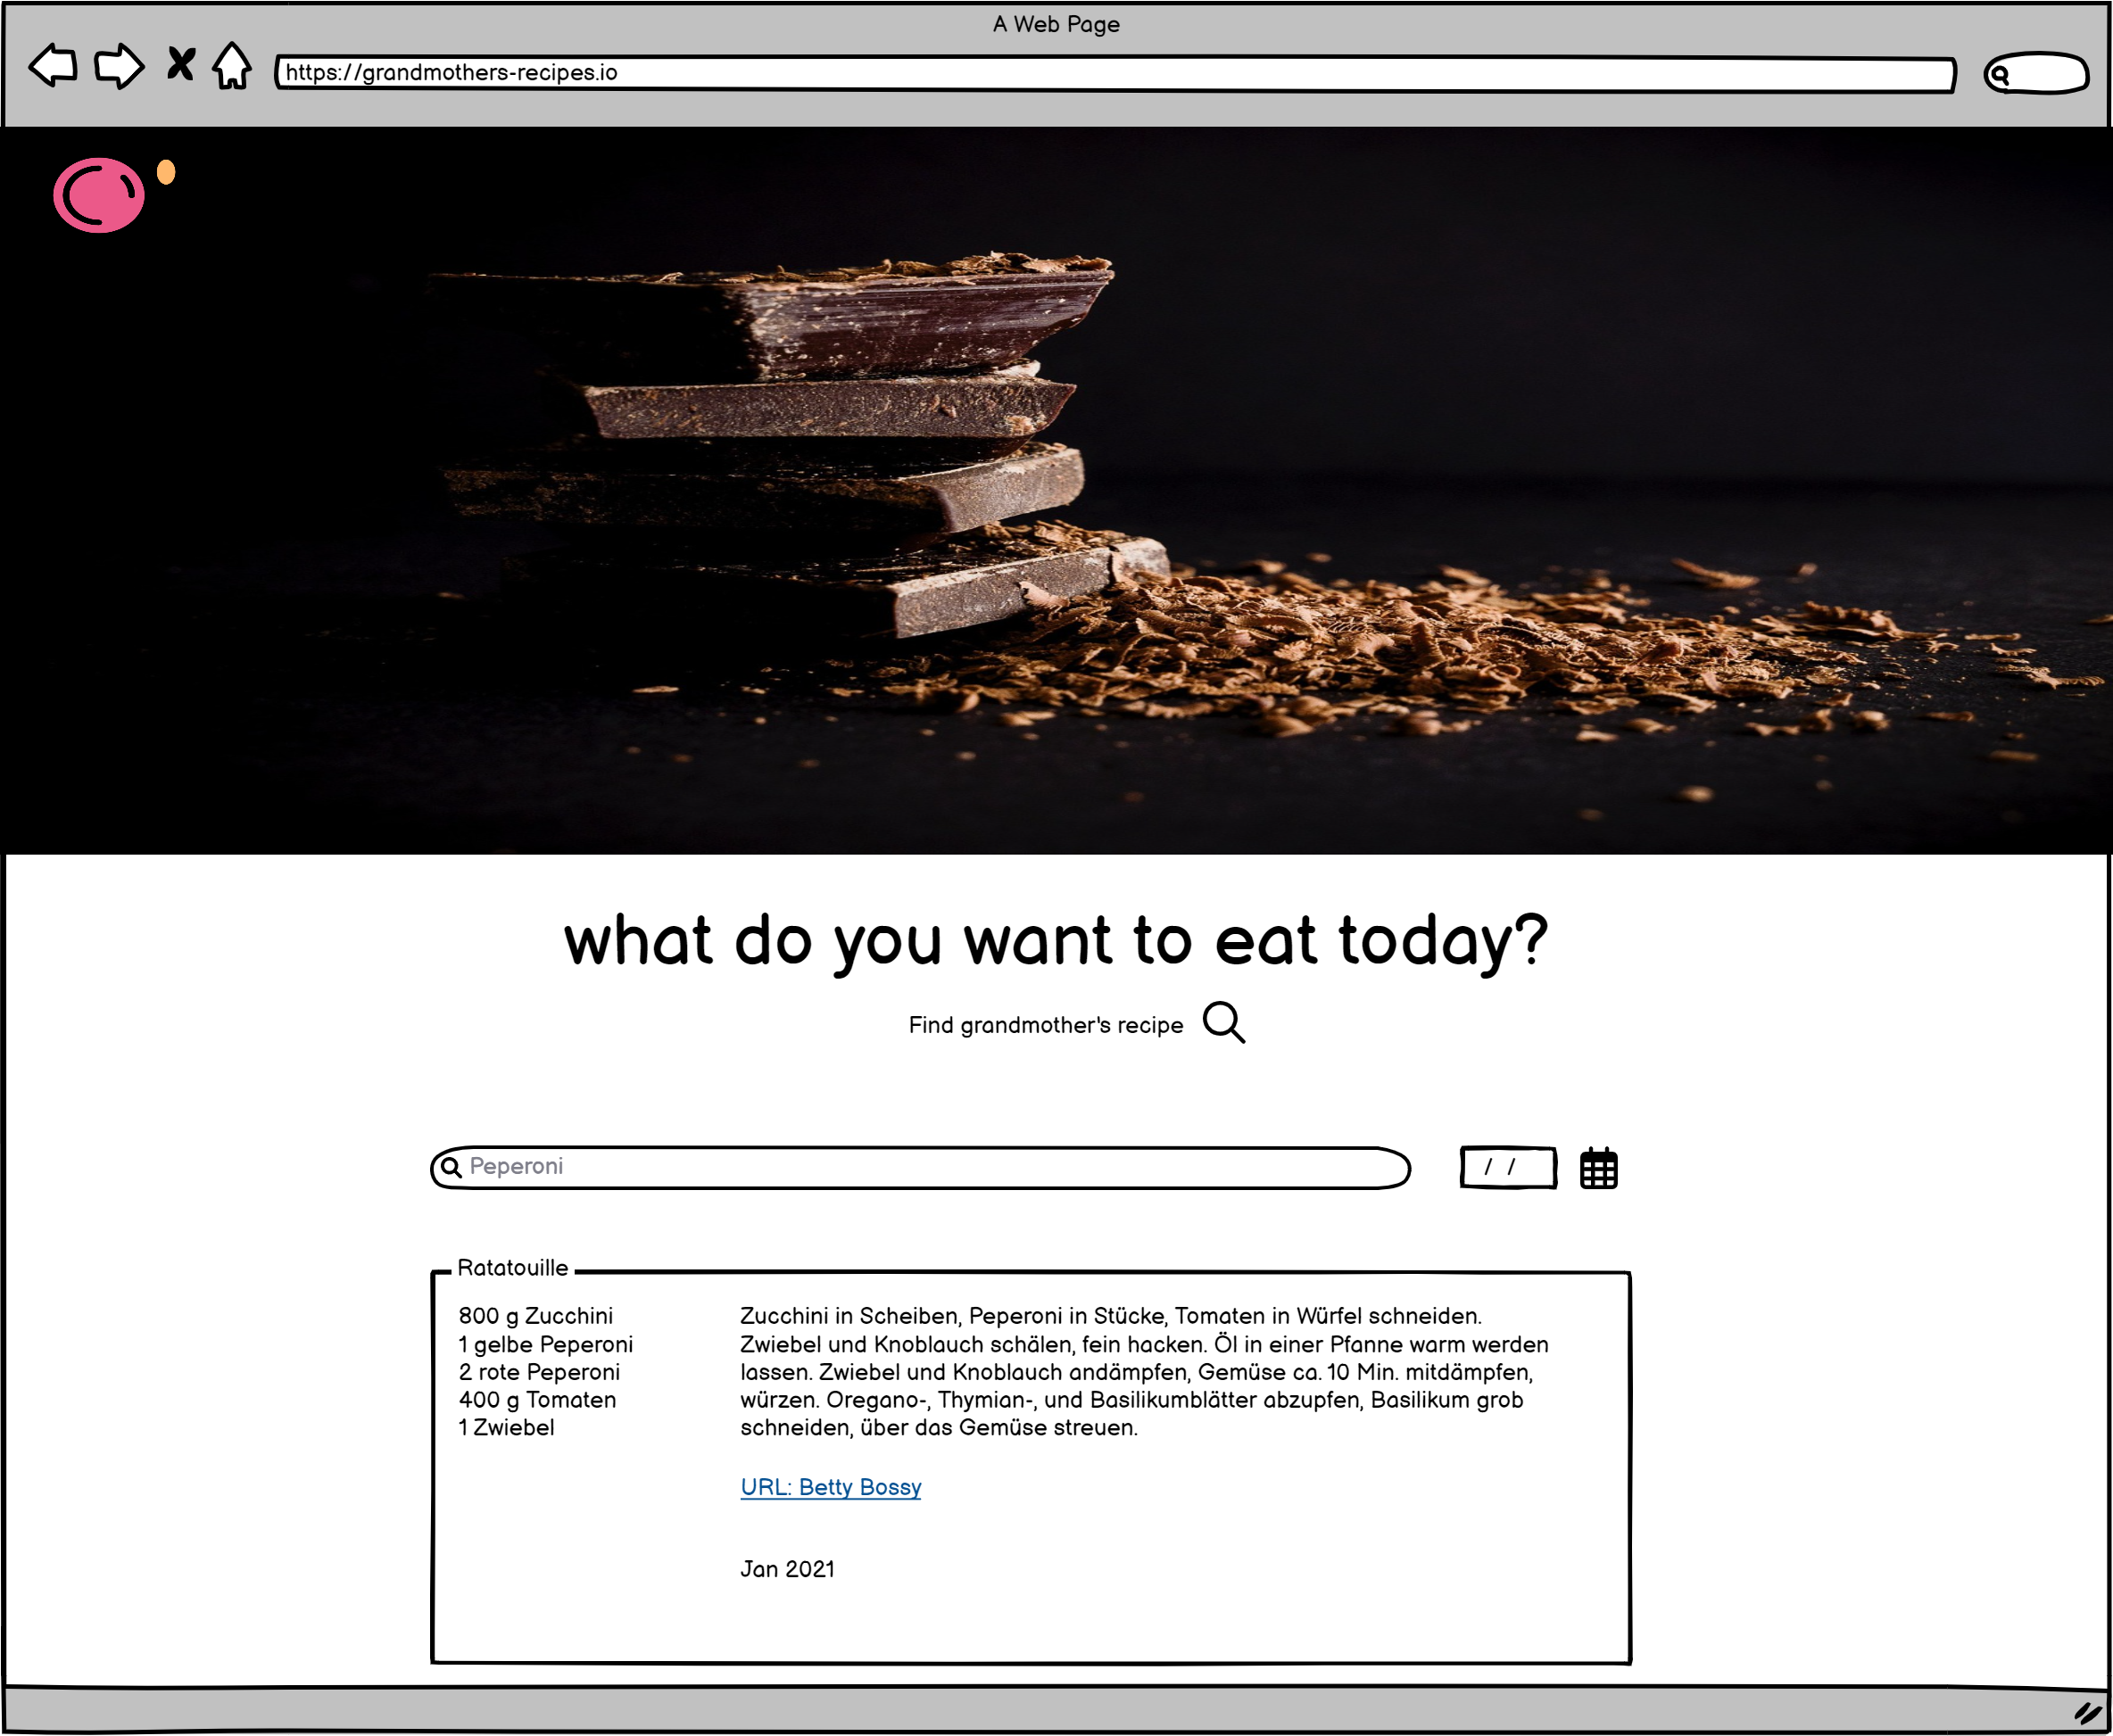 A Web Page
https://grandmothers-recipes.io
what do you want to eat today?
Find grandmother's recipe
Peperoni
/ /
Ratatouille
800 g Zucchini
1 gelbe Peperoni
2 rote Peperoni
400 g Tomaten
1 Zwiebel
Zucchini in Scheiben, Peperoni in Stücke, Tomaten in Würfel schneiden.
Zwiebel und Knoblauch schälen, fein hacken. Öl in einer Pfanne warm werden
lassen. Zwiebel und Knoblauch andämpfen, Gemüse ca. 10 Min. mitdämpfen,
würzen. Oregano-, Thymian-, und Basilikumblätter abzupfen, Basilikum grob
schneiden, über das Gemüse streuen.
URL: Betty Bossy
Jan 2021